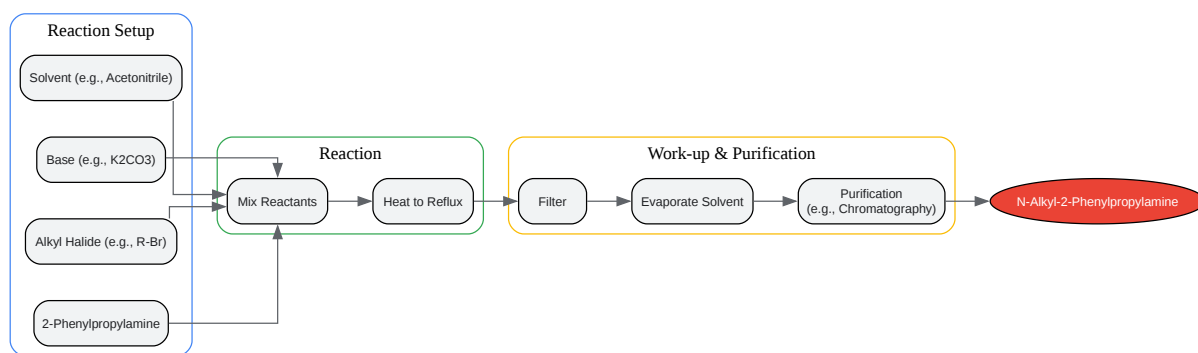 Reaction Setup
Solvent (e.g., Acetonitrile)
Base (e.g., K2CO3)
Alkyl Halide (e.g., R-Br)
2-Phenylpropylamine
Reaction
Mix Reactants
Heat to Reflux
Work-up & Purification
Filter
Evaporate Solvent
Purification
(e.g., Chromatography)
N-Alkyl-2-Phenylpropylamine